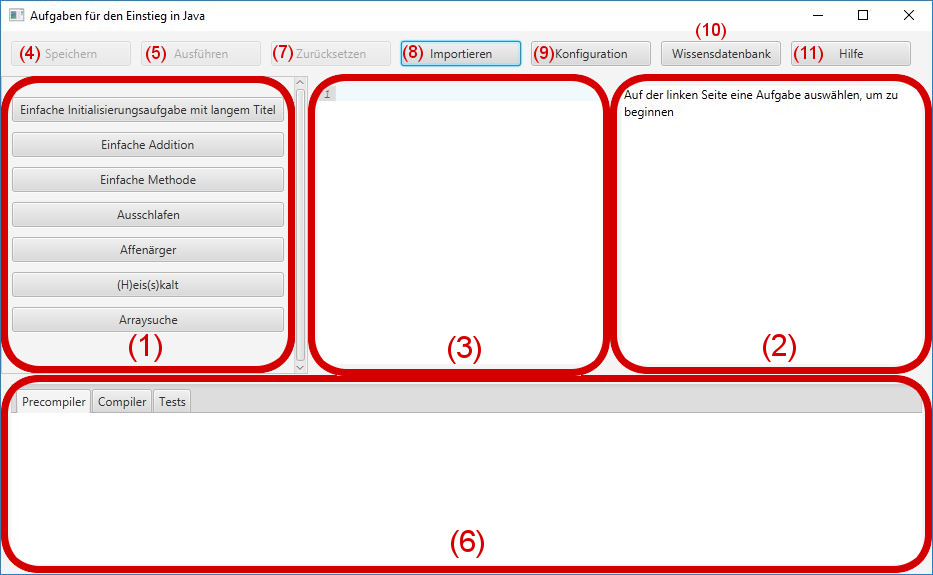 Aufgaben für den Einstieg in Java
(10)
(4) Speichern
(5) Ausführen
(7) Zurücksetzen
(8) Importieren
(9) Konfiguration
Wissensdatenbank
(11) Hilfe
Einfache Initialisierungsaufgabe mit langem Titel
Einfache Addition
Einfache Methode
Ausschlafen
Affenärger
(H)eis(s)kalt
Arraysuche
(1)
1
(3)
Auf der linken Seite eine Aufgabe auswählen, um zu
beginnen
(2)
Precompiler Compiler Tests
(6)